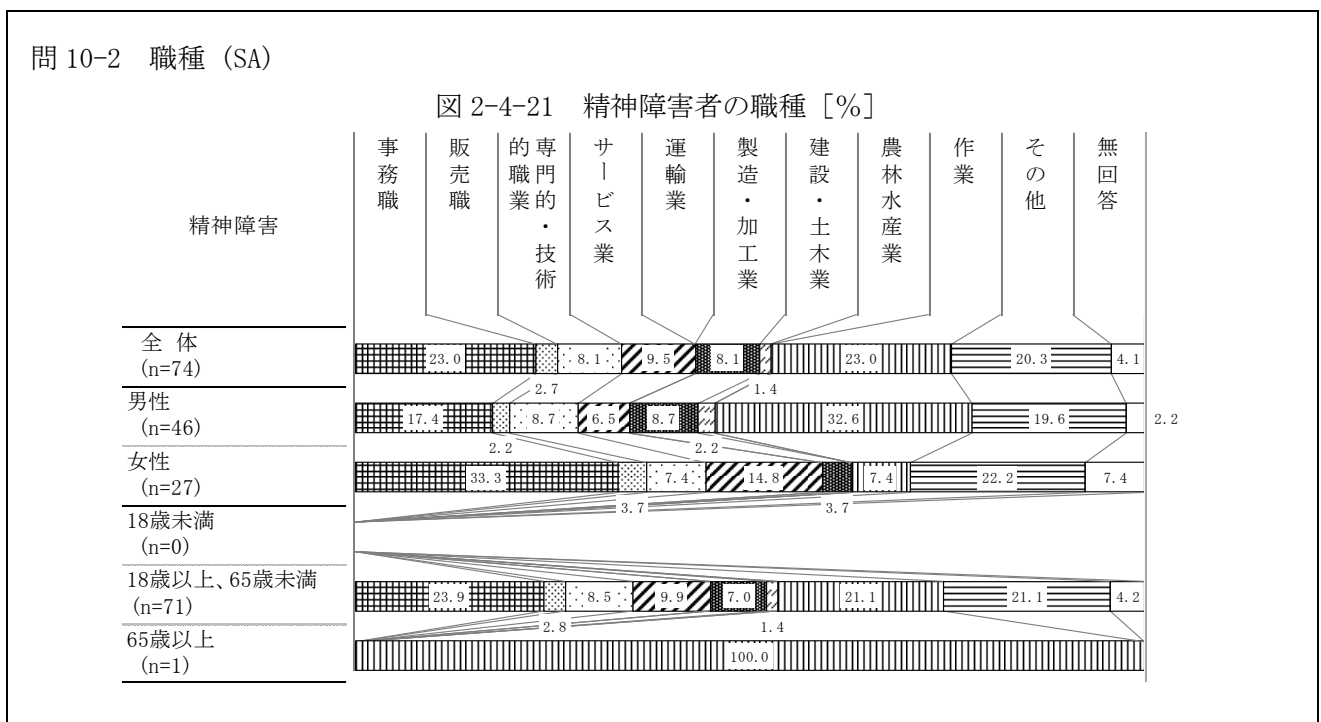 問 10-2 職種（SA）
図 2-4-21 精神障害者の職種［%］
精神障害
事務職
販売職
専門的・技術
的職業
サービス業
運輸業
製造・加工業
建設・土木業
農林水産業
作業
その他
無回答
全 体
(n=74)
23.0
8.1
9.5
8.1
23.0
20.3
4.1
2.7
1.4
男性
(n=46)
17.4
8.7
6.5
8.7
32.6
19.6
2.2
2.2
2.2
女性
(n=27)
33.3
7.4
14.8
7.4
22.2
7.4
3.7
3.7
18歳未満
(n=0)
18歳以上、65歳未満
(n=71)
23.9
8.5
9.9
7.0
21.1
21.1
4.2
2.8
1.4
65歳以上
(n=1)
100.0